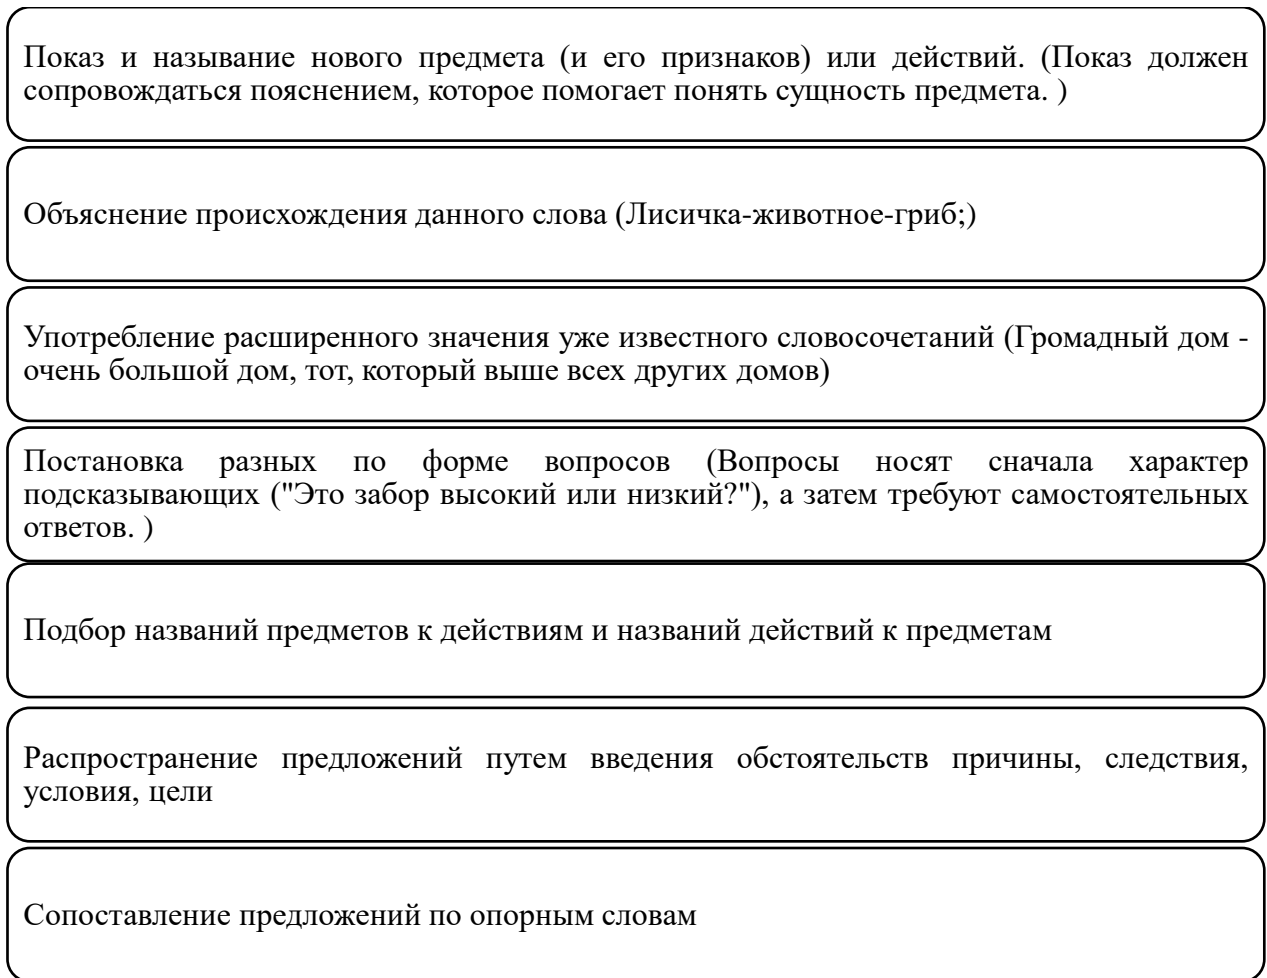 Показ и называние нового предмета (и его признаков) или действий. (Показ должен
сопровождаться пояснением, которое помогает понять сущность предмета. )
Объяснение происхождения данного слова (Лисичка-животное-гриб;)
Употребление расширенного значения уже известного словосочетаний (Громадный дом -
очень большой дом, тот, который выше всех других домов)
Постановка разных по форме вопросов (Вопросы носят сначала характер
подсказывающих ("Это забор высокий или низкий?"), а затем требуют самостоятельных
ответов. )
Подбор названий предметов к действиям и названий действий к предметам
Распространение предложений путем введения обстоятельств причины, следствия,
условия, цели
Сопоставление предложений по опорным словам